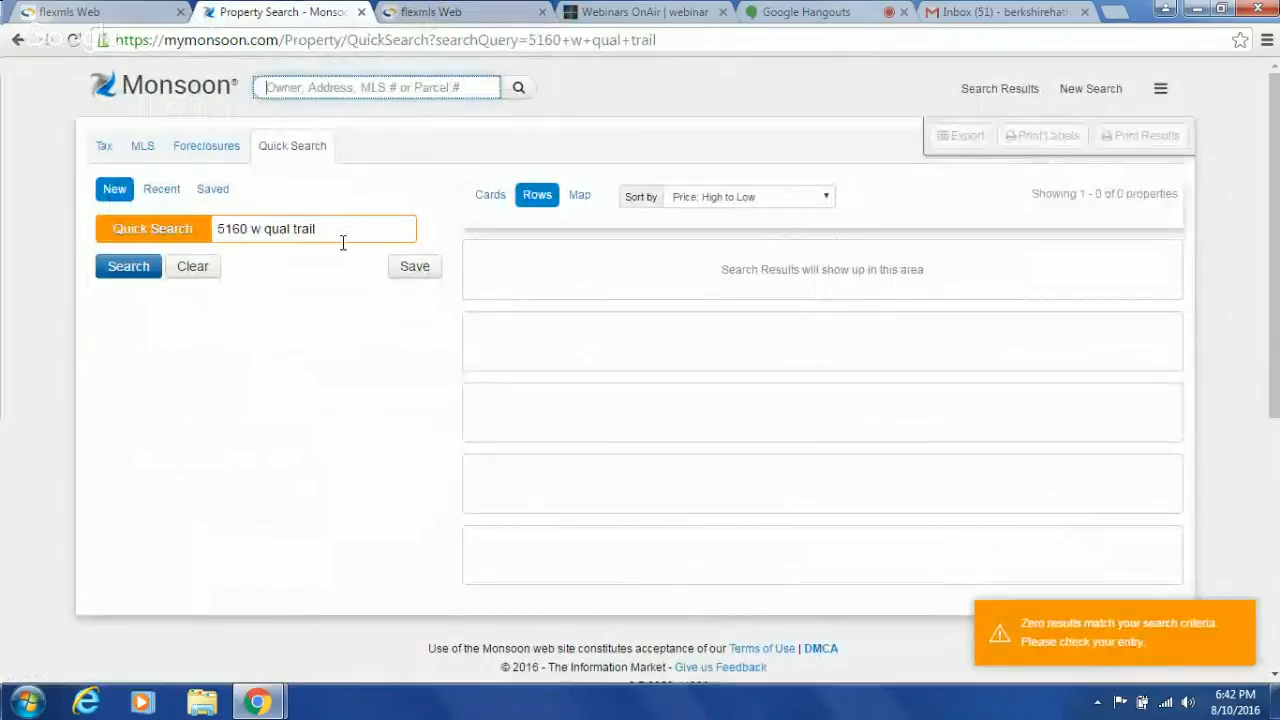 flexmls Web
Property Search - Monsoo
flexmls Web
Webinars OnAir | webinar
Google Hangouts
Inbox (51) - berkshirehat
https://mymonsoon.com/Property/QuickSearch?searchQuery=5160+w+qual+trail
Monsoon®
Owner, Address, MLS # or Parcel #
Search Results
New Search
Export
Print Labels
Print Results
Tax
MLS
Foreclosures
Quick Search
New
Recent
Saved
Cards
Rows
Map
Sort by
Price: High to Low
Showing 1 - 0 of 0 properties
Quick Search
5160 w qual trail
Search
Clear
Save
Search Results will show up in this area
Zero results match your search criteria.
Please check your entry.
Use of the Monsoon web site constitutes acceptance of our Terms of Use | DMCA
© 2016 - The Information Market - Give us Feedback
6:42 PM
8/10/2016